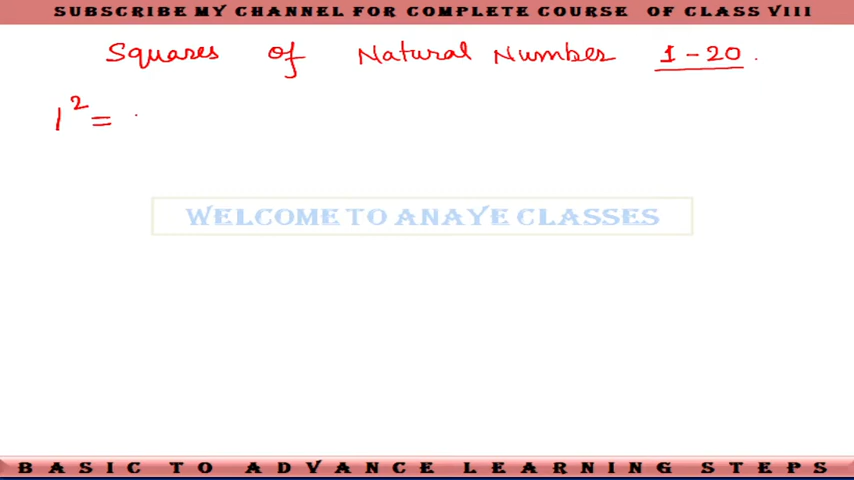 SUBSCRIBE MY CHANNEL FOR COMPLETE COURSE OF CLASS VIII
Squares of Natural Number 1-20.
1² =
WELCOME TO ANAYE CLASSES
BASIC TO ADVANCE LEARNING STEPS